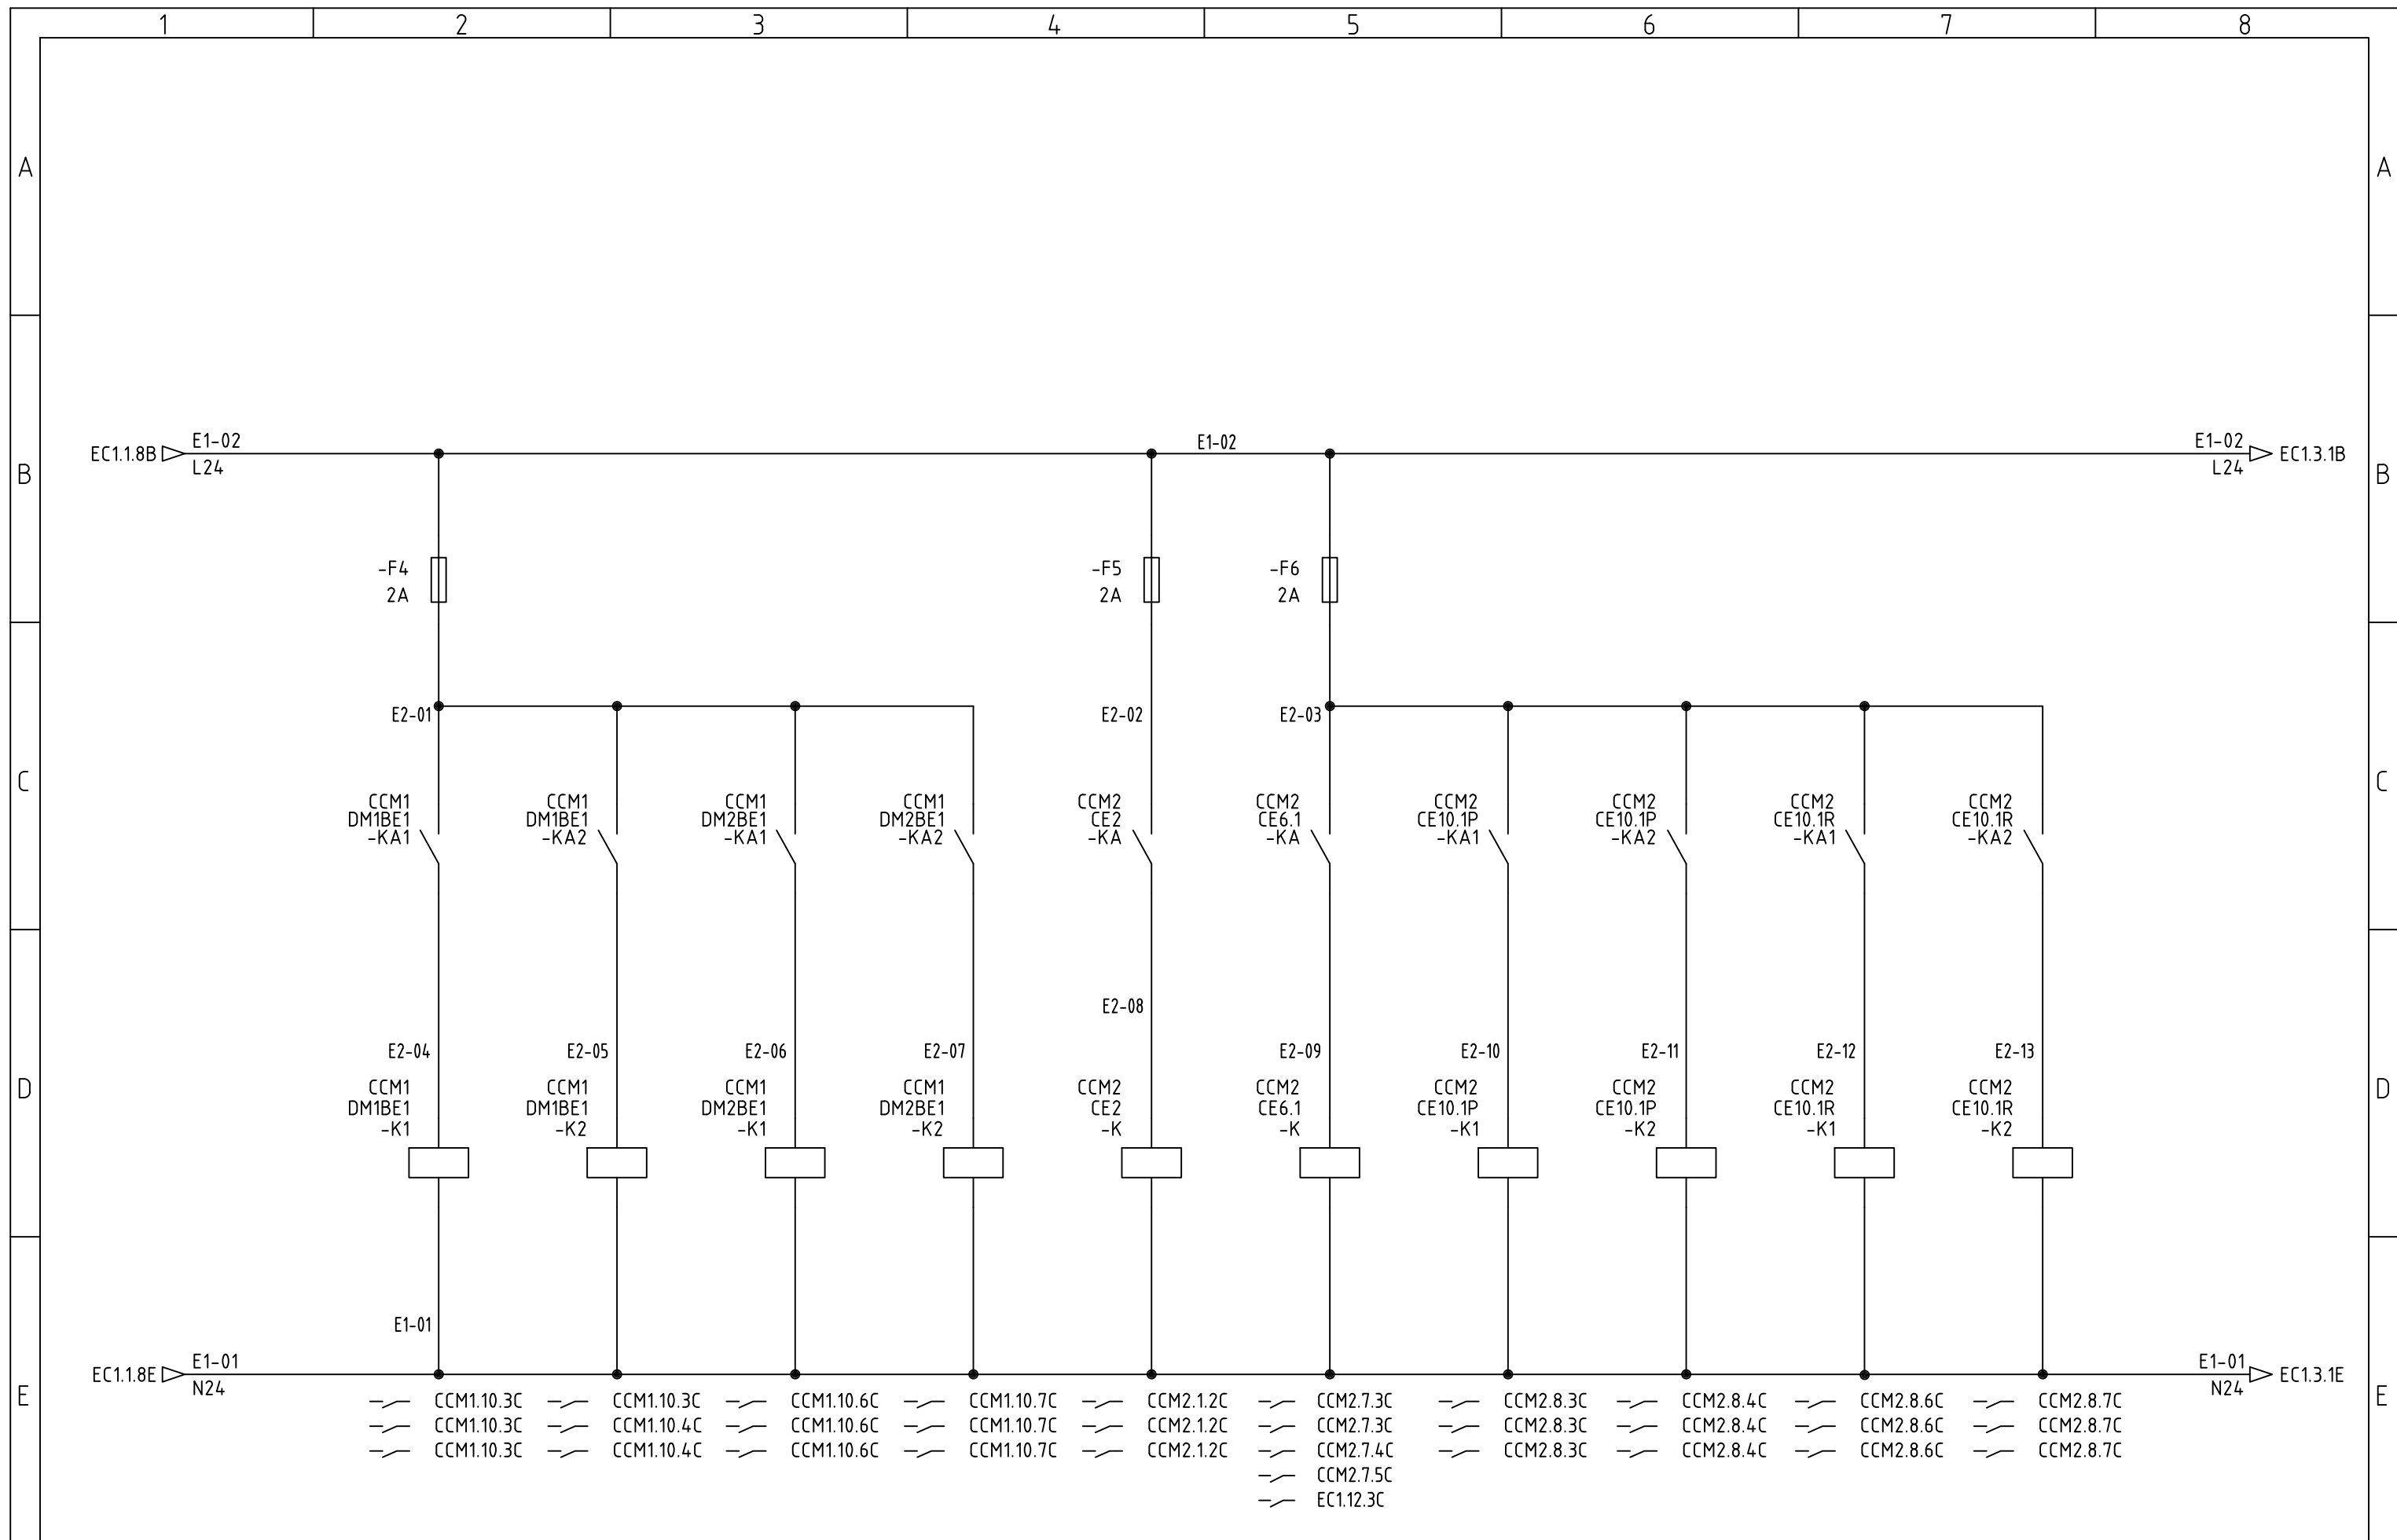 1 2 3 4 5 6 7 8
A A
E1-02 E1-02 E1-02
EC1.1.8B EC1.3.1B
L24 L24
B B
-F4 -F5 -F6
2A 2A 2A
E2-01 E2-02 E2-03
C C
CCM1 CCM1 CCM1 CCM1 CCM2 CCM2 CCM2 CCM2 CCM2 CCM2
DM1BE1 DM1BE1 DM2BE1 DM2BE1 CE2 CE6.1 CE10.1P CE10.1P CE10.1R CE10.1R
-KA1 -KA2 -KA1 -KA2 -KA -KA -KA1 -KA2 -KA1 -KA2
E2-08
E2-04 E2-05 E2-06 E2-07 E2-09 E2-10 E2-11 E2-12 E2-13
D D
CCM1 CCM1 CCM1 CCM1 CCM2 CCM2 CCM2 CCM2 CCM2 CCM2
DM1BE1 DM1BE1 DM2BE1 DM2BE1 CE2 CE6.1 CE10.1P CE10.1P CE10.1R CE10.1R
-K1 -K2 -K1 -K2 -K -K -K1 -K2 -K1 -K2
E1-01
E1-01 E1-01
EC1.1.8E EC1.3.1E
N24 N24
E E
CCM1.10.3C CCM1.10.3C CCM1.10.6C CCM1.10.7C CCM2.1.2C CCM2.7.3C CCM2.8.3C CCM2.8.4C CCM2.8.6C CCM2.8.7C
CCM1.10.3C CCM1.10.4C CCM1.10.6C CCM1.10.7C CCM2.1.2C CCM2.7.3C CCM2.8.3C CCM2.8.4C CCM2.8.6C CCM2.8.7C
CCM1.10.3C CCM1.10.4C CCM1.10.6C CCM1.10.7C CCM2.1.2C CCM2.7.4C CCM2.8.3C CCM2.8.4C CCM2.8.6C CCM2.8.7C
CCM2.7.5C
EC1.12.3C